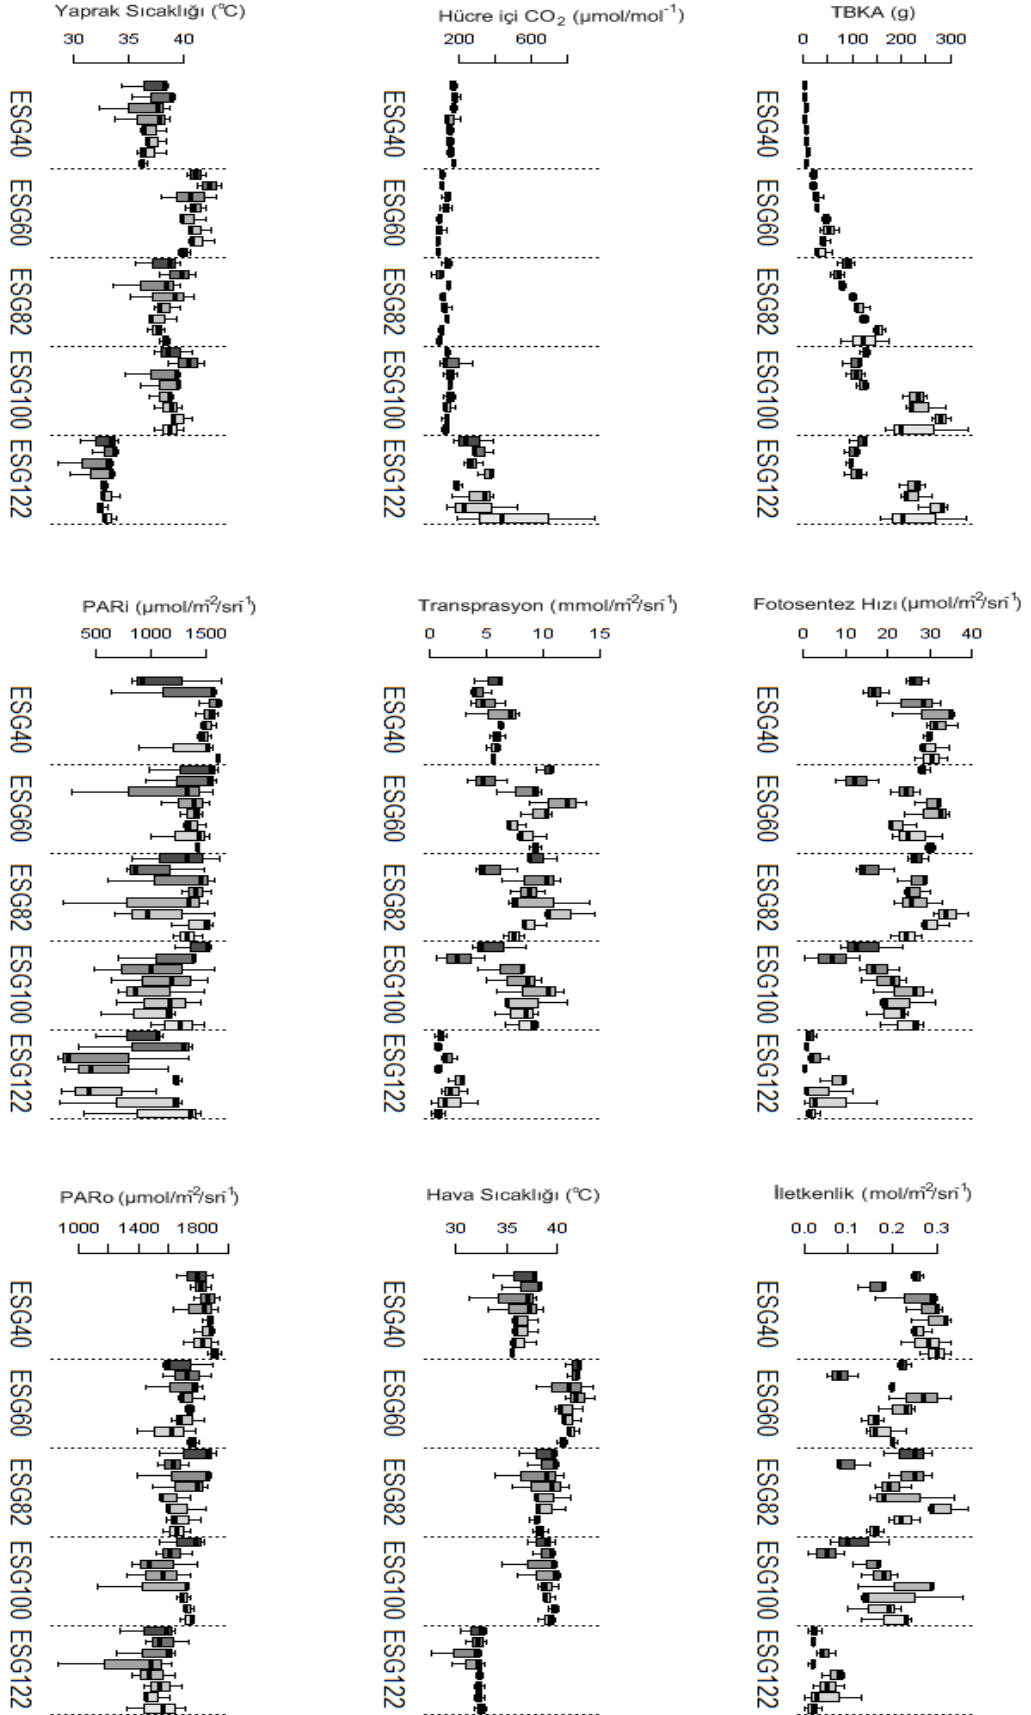 Yaprak Sıcaklığı (°C)
30 35 40
ESG40
ESG60
ESG82
ESG100
ESG122
Hücre içi CO2 (µmol/mol-1)
200 600
ESG40
ESG60
ESG82
ESG100
ESG122
TBKA (g)
0 100 200 300
ESG40
ESG60
ESG82
ESG100
ESG122
PARi (µmol/m-2/sn-1)
500 1000 1500
ESG40
ESG60
ESG82
ESG100
ESG122
Transprasyon (mmol/m-2/sn-1)
0 5 10 15
ESG40
ESG60
ESG82
ESG100
ESG122
Fotosentez Hızı (µmol/m-2/sn-1)
0 10 20 30 40
ESG40
ESG60
ESG82
ESG100
ESG122
PARo (µmol/m-2/sn-1)
1000 1400 1800
ESG40
ESG60
ESG82
ESG100
ESG122
Hava Sıcaklığı (°C)
30 35 40
ESG40
ESG60
ESG82
ESG100
ESG122
İletkenlik (mol/m-2/sn-1)
0.0 0.1 0.2 0.3
ESG40
ESG60
ESG82
ESG100
ESG122